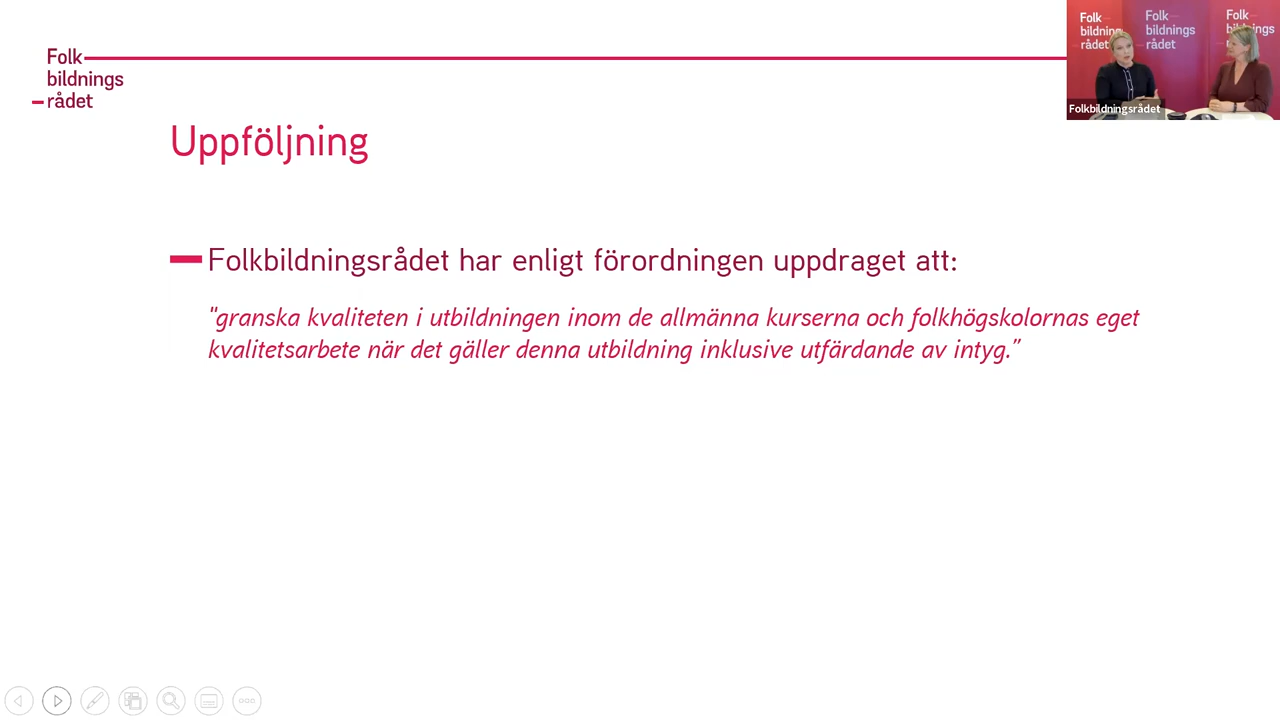 Folk
bildnings
rådet
Uppföljning
Folkbildningsrådet har enligt förordningen uppdraget att:
"granska kvaliteten i utbildningen inom de allmänna kurserna och folkhögskolornas eget
kvalitetsarbete när det gäller denna utbildning inklusive utfärdande av intyg.”
Folk
bildning
rådet
Folk
bildnings
rådet
Folk
bildnings
Folkbildningsrådet